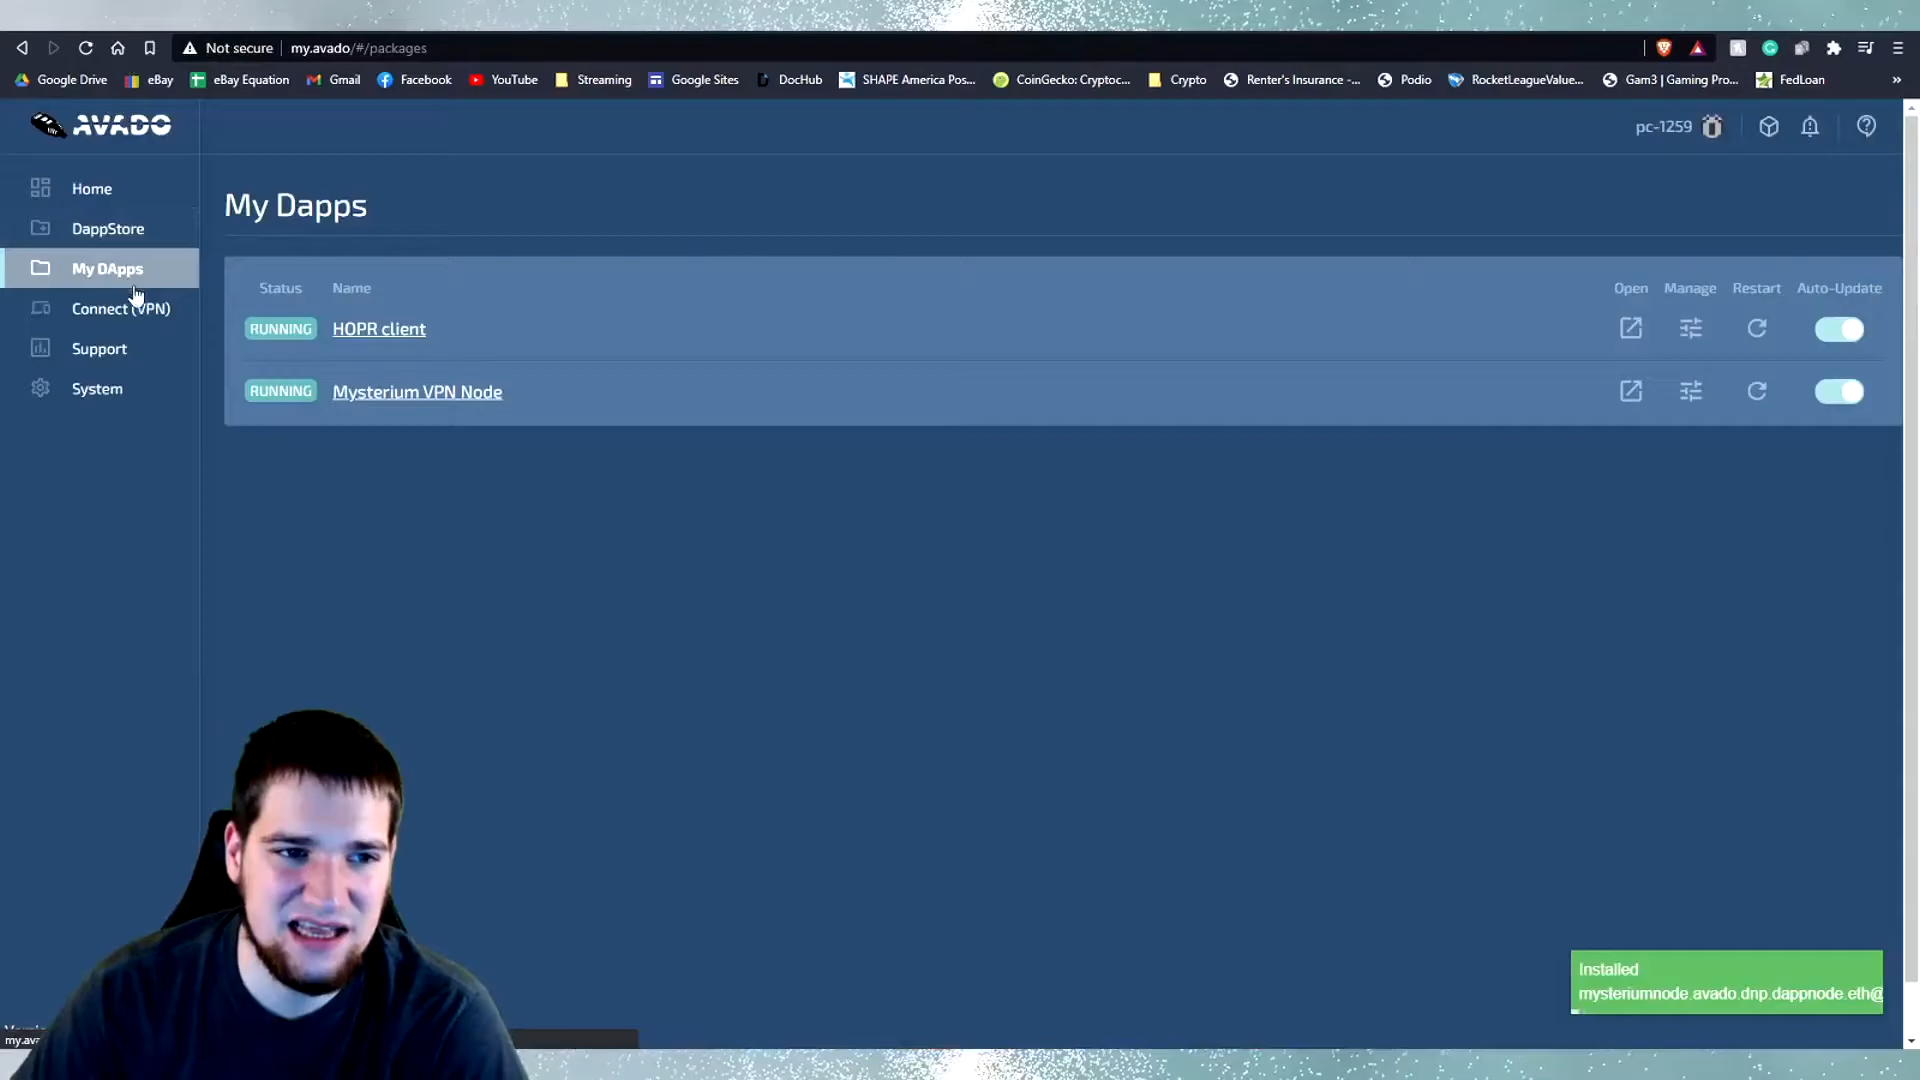 Not secure my.avado/#/packages
Google Drive eBay eBay Equation Gmail Facebook YouTube Streaming Google Sites DocHub SHAPE America Pos... CoinGecko: Cryptoc... Crypto Renter's Insurance -... Podio RocketLeagueValue... Gam3 | Gaming Pro... FedLoan
AVADO
pc-1259
Home
DappStore
My DApps
Connect (VPN)
Support
System
My Dapps
Status Name Open Manage Restart Auto-Update
RUNNING HOPR client
RUNNING Mysterium VPN Node
Installed
mysteriumnode.avado.dnp.dappnode.eth@
my.ava